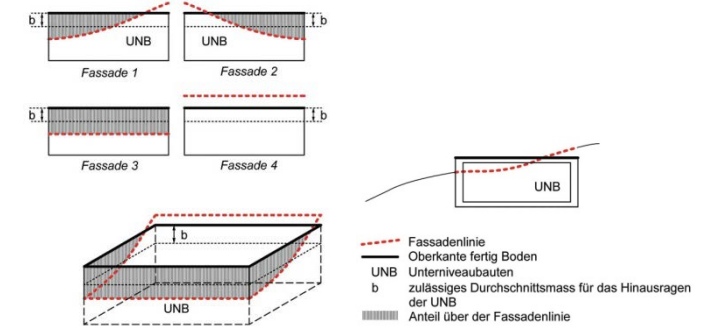 b
UNB
Fassade 1
UNB
b
Fassade 2
b
Fassade 3
b
Fassade 4
b
UNB
UNB
Fassadenlinie
Oberkante fertig Boden
UNB Unterniveaubauten
b zulässiges Durchschnittsmass für das Hinausragen
der UNB
Anteil über der Fassadenlinie